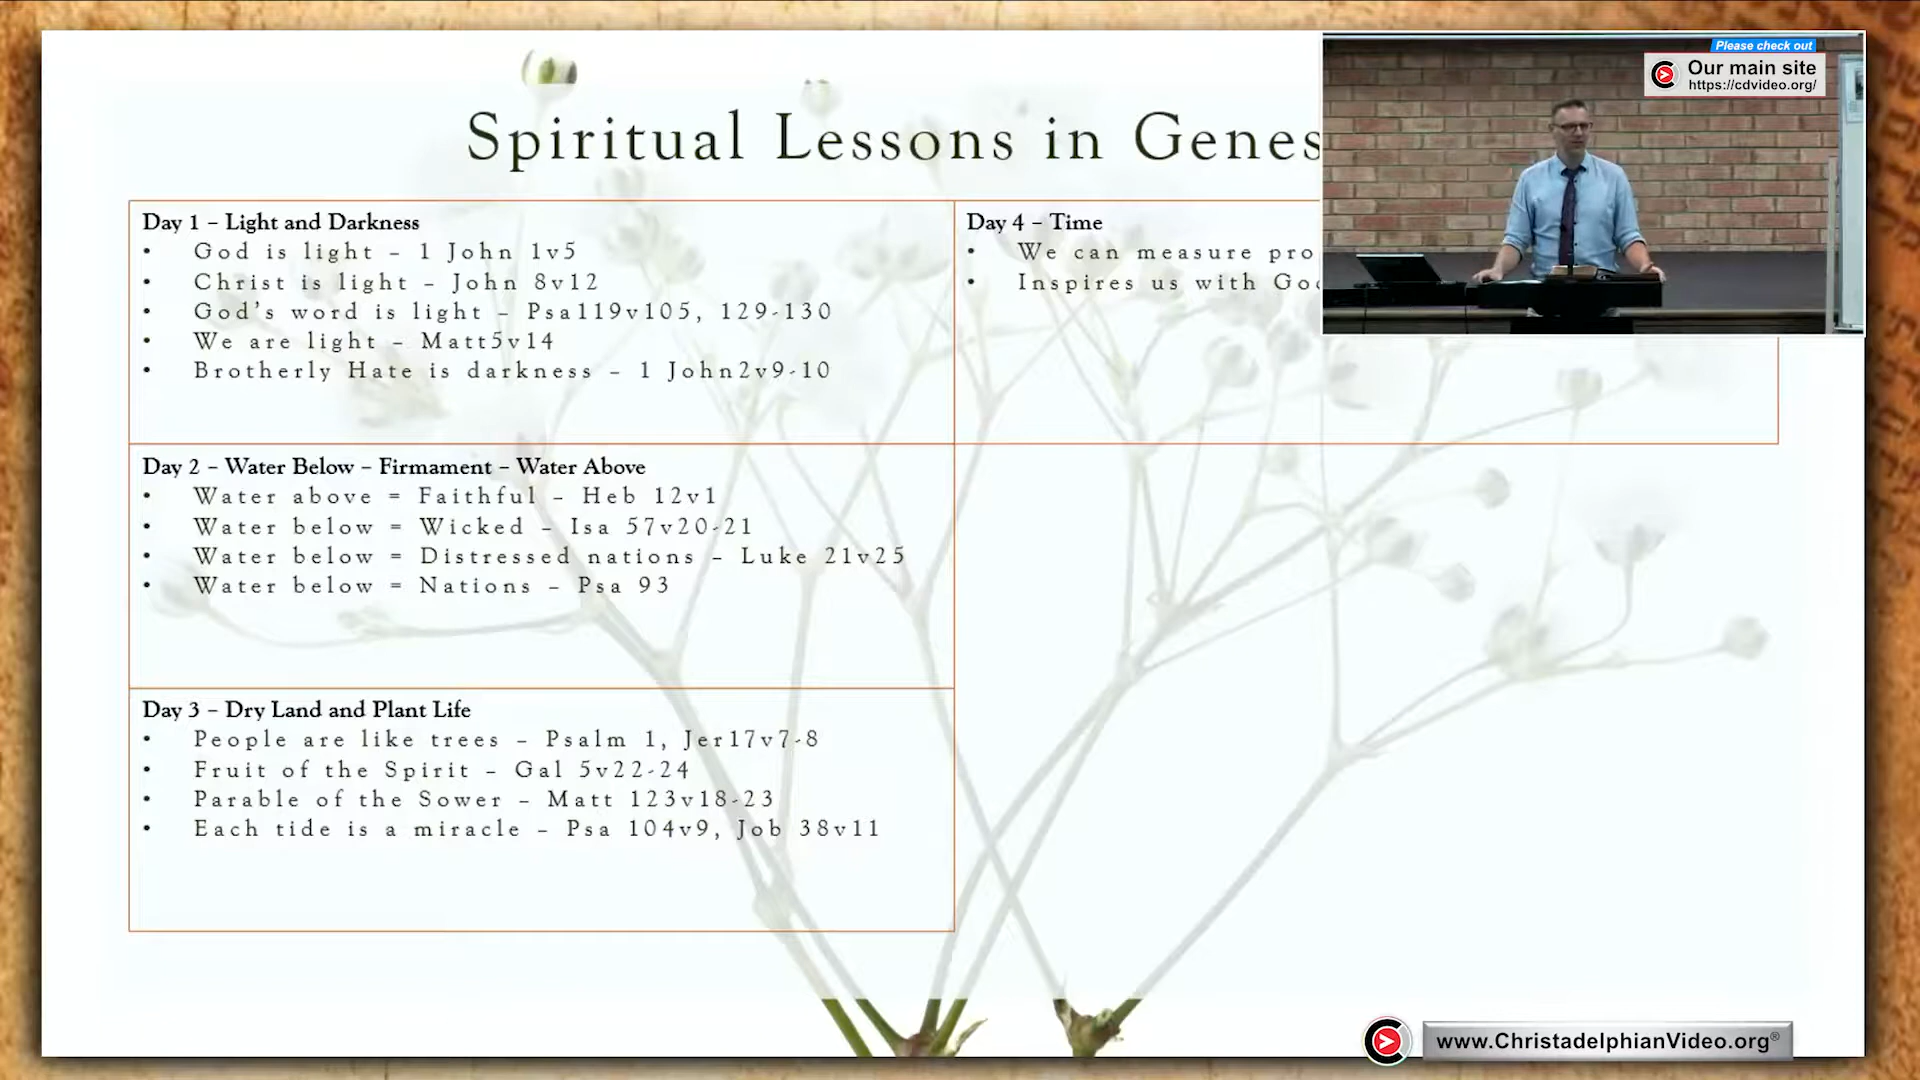 Spiritual Lessons in Genes
Day 1 – Light and Darkness
• God is light – 1 John 1v5
• Christ is light – John 8v12
• God's word is light – Psa119v105, 129-130
• We are light – Matt5v14
• Brotherly Hate is darkness – 1 John2v9-10
Day 2 – Water Below – Firmament – Water Above
• Water above = Faithful – Heb 12v1
• Water below = Wicked – Isa 57v20-21
• Water below = Distressed nations – Luke 21v25
• Water below = Nations – Psa 93
Day 3 – Dry Land and Plant Life
• People are like trees – Psalm 1, Jer17v7-8
• Fruit of the Spirit – Gal 5v22-24
• Parable of the Sower – Matt 123v18-23
• Each tide is a miracle – Psa 104v9, Job 38v11
Day 4 – Time
• We can measure pro
• Inspires us with Go
Please check out
Our main site
https://cdvideo.org/
www.ChristadelphianVideo.org®